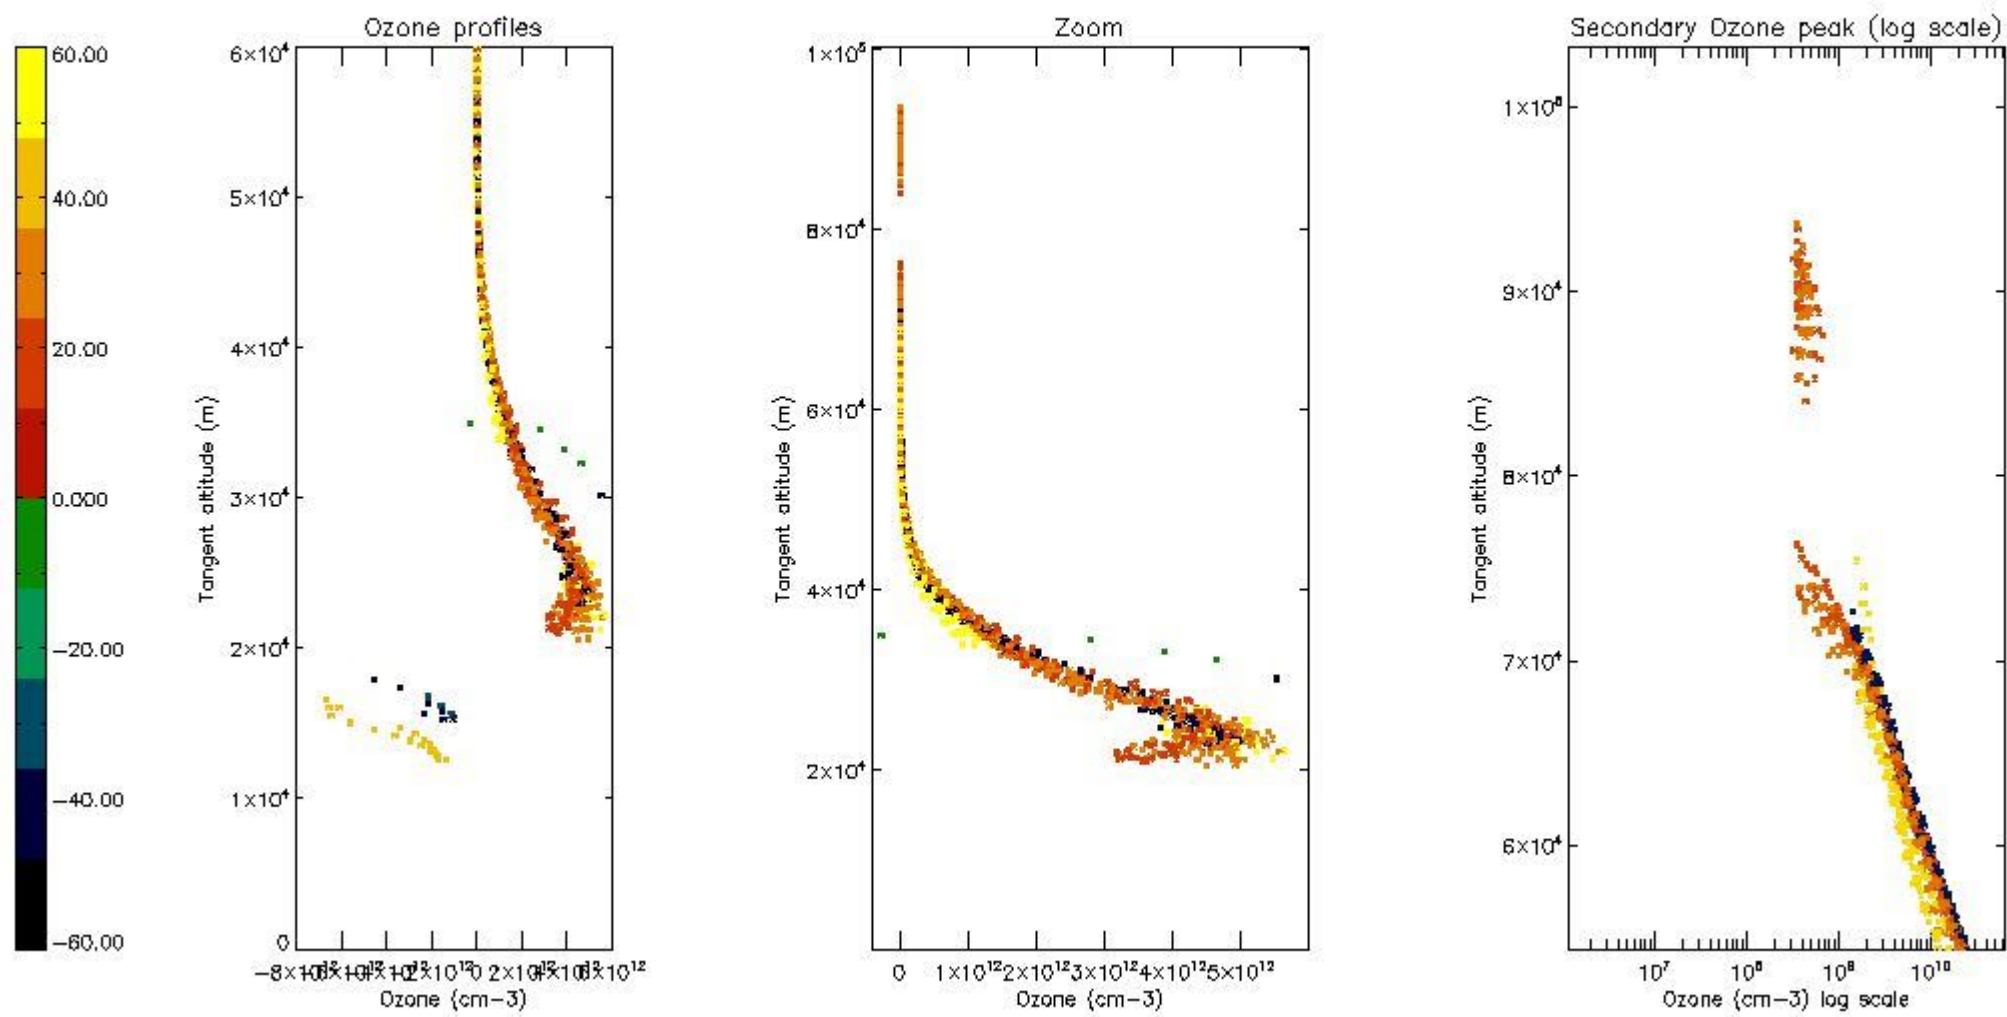 Ozone profiles
Zoom
Secondary Ozone peak (log scale)
60.00
40.00
20.00
0.000
−20.00
−40.00
−60.00
6×10⁴
5×10⁴
4×10⁴
3×10⁴
2×10⁴
1×10⁴
0
Tangent altitude (m)
2×10¹²
6×10¹²
Ozone (cm−3)
1×10⁵
8×10⁴
6×10⁴
4×10⁴
2×10⁴
Tangent altitude (m)
0 1×10¹² 2×10¹² 3×10¹² 4×10¹² 5×10¹²
Ozone (cm−3)
9×10⁴
8×10⁴
7×10⁴
6×10⁴
Tangent altitude (m)
10⁷ 10⁸ 10⁹ 10¹⁰
Ozone (cm−3) log scale